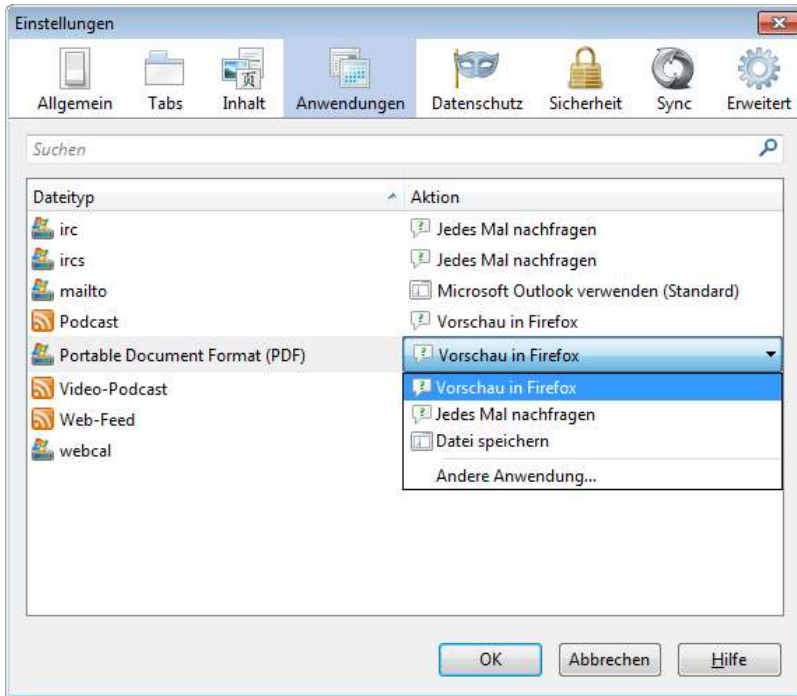 Einstellungen
Allgemein Tabs Inhalt Anwendungen Datenschutz Sicherheit Sync Erweitert
Suchen
Dateityp Aktion
irc Jedes Mal nachfragen
ircs Jedes Mal nachfragen
mailto Microsoft Outlook verwenden (Standard)
Podcast Vorschau in Firefox
Portable Document Format (PDF) Vorschau in Firefox
Video-Podcast Vorschau in Firefox
Web-Feed Jedes Mal nachfragen
webcal Datei speichern
Andere Anwendung...
OK Abbrechen Hilfe